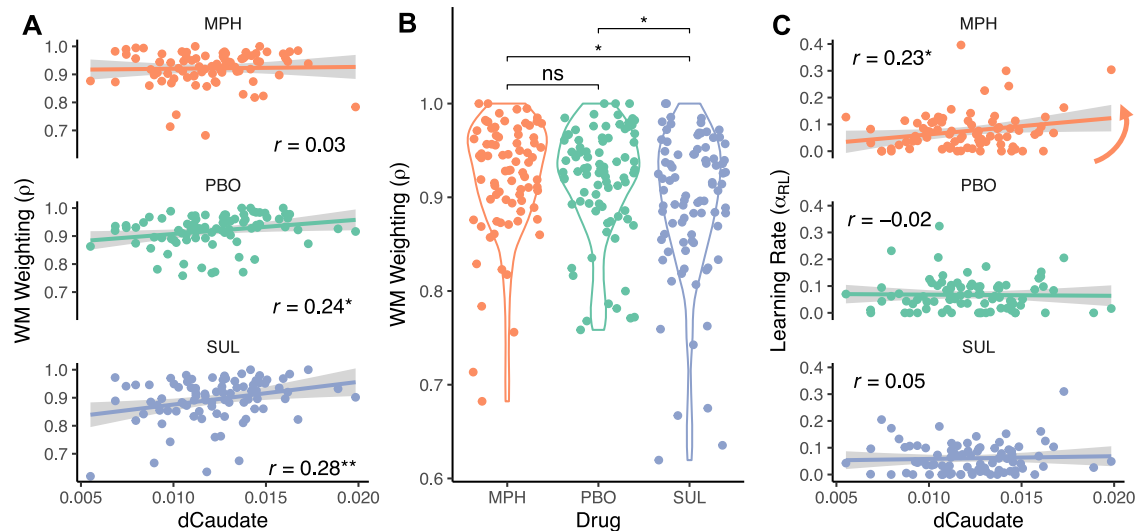 A
MPH
1.0
0.9
0.8
0.7
r = 0.03
PBO
1.0
0.9
0.8
0.7
r = 0.24*
SUL
1.0
0.9
0.8
0.7
r = 0.28**
0.005 0.010 0.015 0.020
dCaudate
WM Weighting (ρ)
B
*
*
ns
1.0
0.9
0.8
0.7
0.6
WM Weighting (ρ)
MPH PBO SUL
Drug
C
MPH
0.4
0.3
0.2
0.1
0.0
r = 0.23*
PBO
0.4
0.3
0.2
0.1
0.0
r = −0.02
SUL
0.4
0.3
0.2
0.1
0.0
r = 0.05
0.005 0.010 0.015 0.020
dCaudate
Learning Rate (αRL)